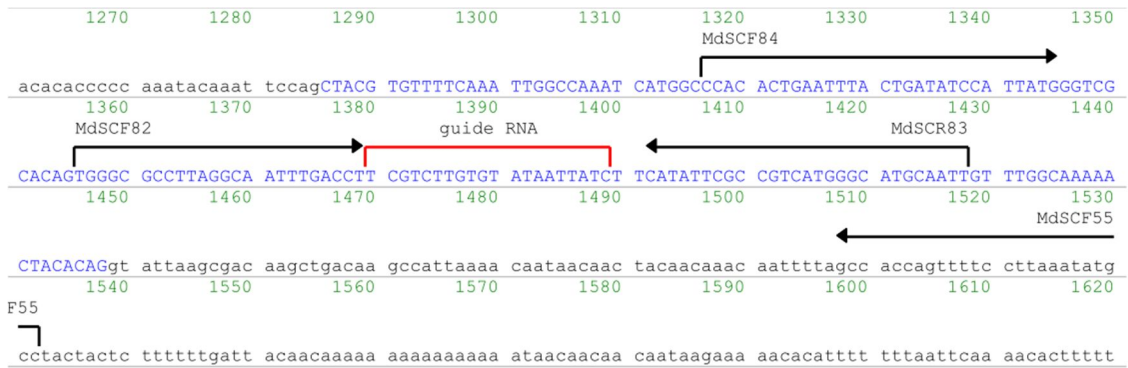 1270 1280 1290 1300 1310 1320 1330 1340 1350
MdSCF84
acacaccccc aaatacaaat tccagCTACG TGTTTTCAAA TTGGCCAAAT CATGGCCCAC ACTGAATTTA CTGATATCCA TTATGGGTCG
1360 1370 1380 1390 1400 1410 1420 1430 1440
MdSCF82 guide RNA MdSCR83
CACAGTGGGC GCCTTAGGCA ATTTGACCTT CGTCTTGTGT ATAATTATCT TCATATTCGC CGTCATGGGC ATGCAATTGT TTGGCAAAAA
1450 1460 1470 1480 1490 1500 1510 1520 1530
MdSCF55
CTACACAGgt attaagcgac aagctgacaa gccattaaaa caataacaac tacaacaaac aattttagcc accagttttc cttaaatatg
1540 1550 1560 1570 1580 1590 1600 1610 1620
F55
cctactactc ttttttgatt acaacaaaaa aaaaaaaaaa ataacaacaa caataagaaa aacacatttt tttaattcaa aacacttttt